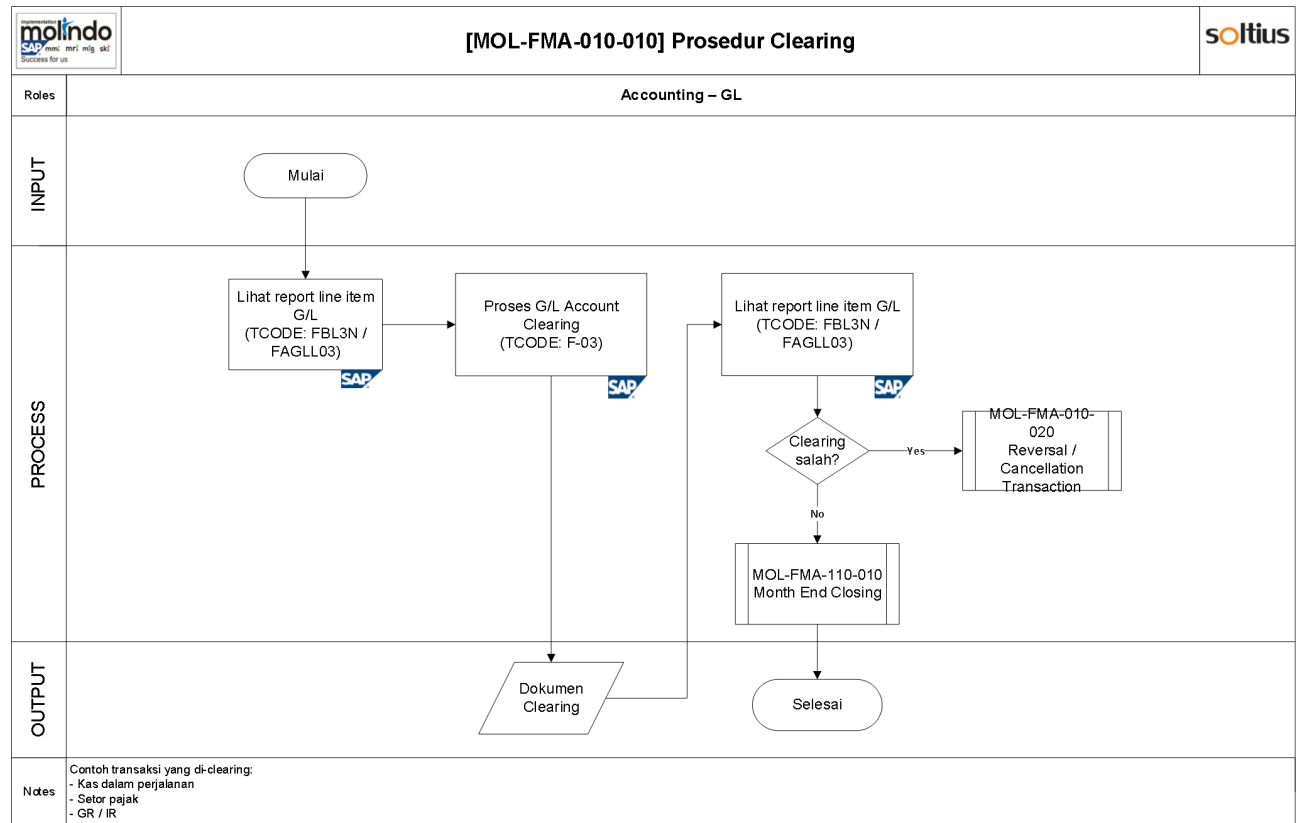 Implementation
molindo
SAP mmi mri mlg ski
Success for us
[MOL-FMA-010-010] Prosedur Clearing
soltius
Roles
Accounting – GL
INPUT
Mulai
PROCESS
Lihat report line item
G/L
(TCODE: FBL3N /
FAGLL03)
SAP
Proses G/L Account
Clearing
(TCODE: F-03)
SAP
Lihat report line item G/L
(TCODE: FBL3N /
FAGLL03)
SAP
Clearing
salah?
Yes
MOL-FMA-010-
020
Reversal /
Cancellation
Transaction
No
MOL-FMA-110-010
Month End Closing
OUTPUT
Dokumen
Clearing
Selesai
Notes
Contoh transaksi yang di-clearing:
- Kas dalam perjalanan
- Setor pajak
- GR / IR